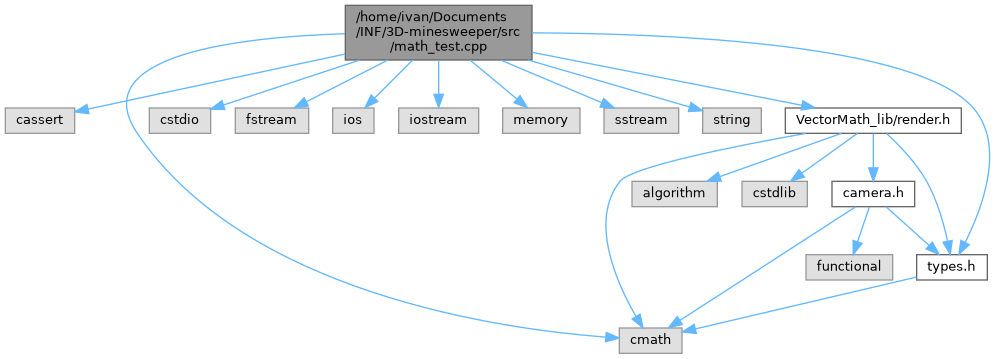 /home/ivan/Documents
/INF/3D-minesweeper/src
/math_test.cpp
cassert
cstdio
fstream
ios
iostream
memory
sstream
string
VectorMath_lib/render.h
algorithm
cstdlib
camera.h
functional
types.h
cmath